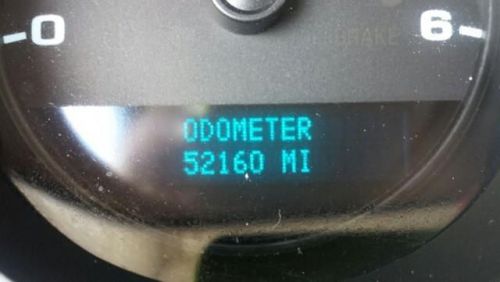 -0 6-
BRAKE
ODOMETER
52160 MI